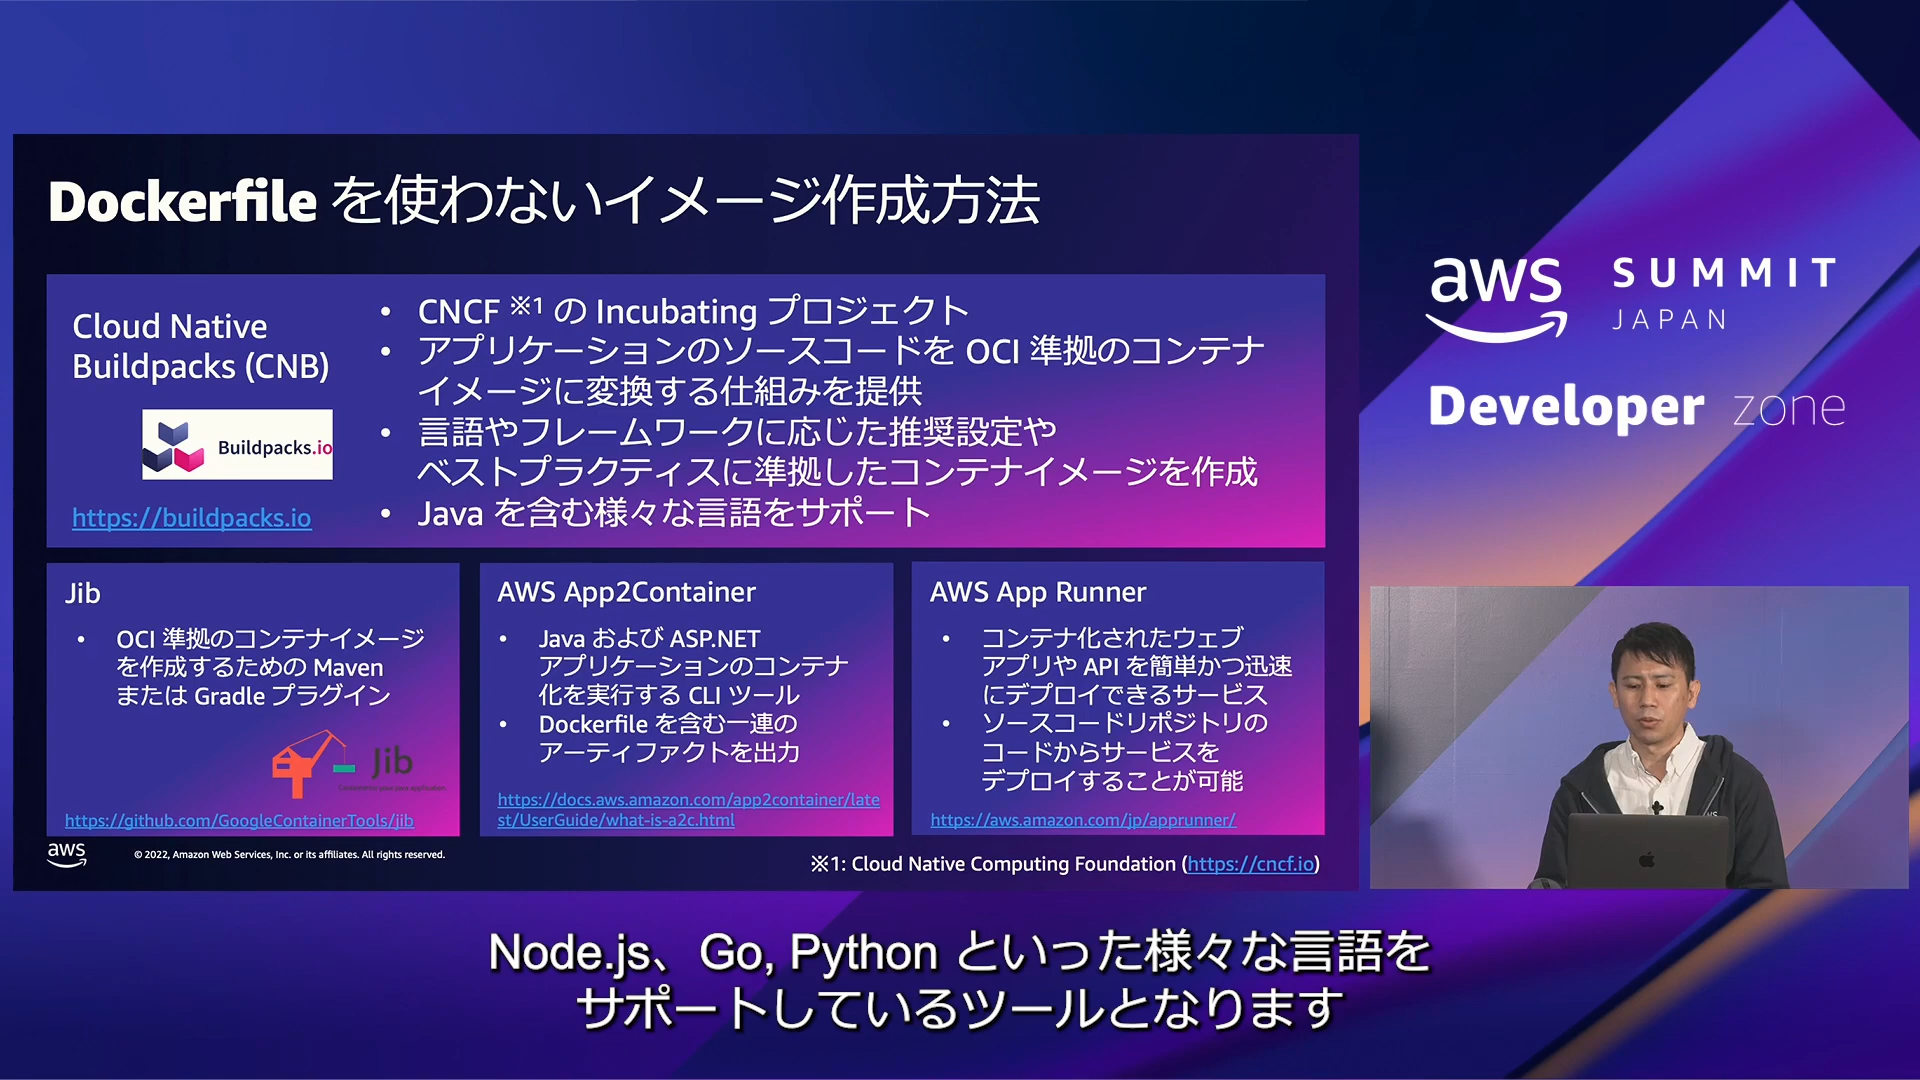 Dockerfile を使わないイメージ作成方法
Cloud Native
Buildpacks (CNB)
Buildpacks.io
https://buildpacks.io
• CNCF ※1 の Incubating プロジェクト
• アプリケーションのソースコードを OCI 準拠のコンテナ
イメージに変換する仕組みを提供
• 言語やフレームワークに応じた推奨設定や
ベストプラクティスに準拠したコンテナイメージを作成
• Java を含む様々な言語をサポート
Jib
• OCI 準拠のコンテナイメージ
を作成するための Maven
または Gradle プラグイン
Jib
https://github.com/GoogleContainerTools/jib
AWS App2Container
• Java および ASP.NET
アプリケーションのコンテナ
化を実行する CLI ツール
• Dockerfile を含む一連の
アーティファクトを出力
https://docs.aws.amazon.com/app2container/late
st/UserGuide/what-is-a2c.html
AWS App Runner
• コンテナ化されたウェブ
アプリや API を簡単かつ迅速
にデプロイできるサービス
• ソースコードリポジトリの
コードからサービスを
デプロイすることが可能
https://aws.amazon.com/jp/apprunner/
aws
© 2022, Amazon Web Services, Inc. or its affiliates. All rights reserved.
※1: Cloud Native Computing Foundation (https://cncf.io)
aws
SUMMIT
JAPAN
Developer zone
Node.js、Go, Python といった様々な言語を
サポートしているツールとなります